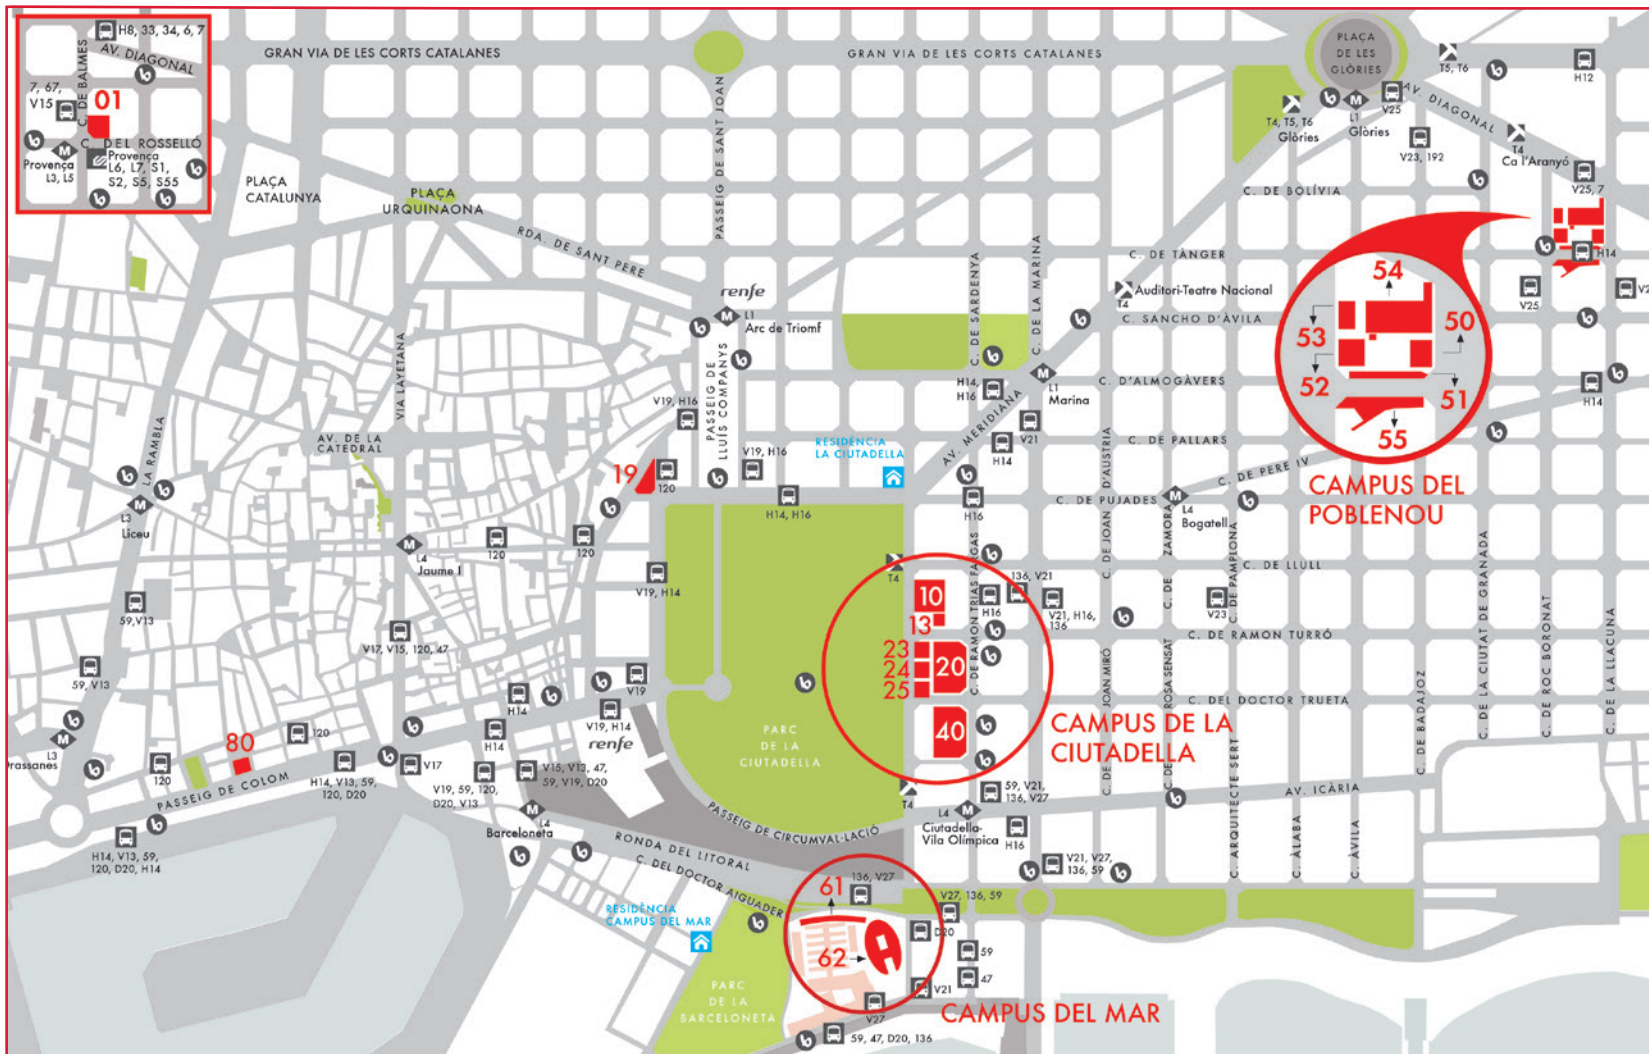 H8, 33, 34, 6, 7
AV. DIAGONAL
C. DE BALMES
7, 67,
V15
01
C. DEL ROSSELLÓ
Provença
L3, L5
Provença
L6, L7, S1,
S2, S5, S55
GRAN VIA DE LES CORTS CATALANES
GRAN VIA DE LES CORTS CATALANES
PLAÇA
DE LES
GLÒRIES
T5, T6
H12
PASSEIG DE SANT JOAN
T4, T5, T6
Glòries
L1
Glòries
V25
AV. DIAGONAL
V23, 192
T4
Ca l'Aranyó
V25, 7
PLAÇA
CATALUNYA
PLAÇA
URQUINAONA
RDA. DE SANT PERE
C. DE BOLÍVIA
C. DE TÀNGER
H14
V25
renfe
L1
Arc de Triomf
C. DE SARDENYA
C. DE LA MARINA
Auditori-Teatre Nacional
T4
C. SANCHO D'ÀVILA
54
53
50
52
51
55
CAMPUS DEL
POBLENOU
H14
LA RAMBLA
VIA LAYETANA
AV. DE LA
CATEDRAL
V19, H16
PASSEIG DE
LLUÍS COMPANYS
H14,
H16
L1
Marina
C. D'ALMOGÀVERS
AV. MERIDIANA
V21
H14
C. DE PALLARS
C. DE PERE IV
RESIDÈNCIA
LA CIUTADELLA
19
120
V19, H16
H14, H16
H16
C. DE PUJADES
L4
Bogatell
L3
Liceu
L4
Jaume I
120
120
V19, H14
T4
C. DE RAMON TRIAS FARGAS
C. DE JOAN D'AUSTRIA
C. DE ZAMORA
C. DE PAMPLONA
C. DE LLULL
136, V21
H16
V21, H16,
136
V23
10
13
23
24
25
20
40
C. DE RAMON TURRÓ
C. DE JOAN MIRÓ
C. DE ROSA SENSAT
C. DEL DOCTOR TRUETA
C. DE LA CIUTAT DE GRANADA
C. DE ROC BORONAT
C. DE LA LLACUNA
C. DE BADAJOZ
59,V13
V17, V15, 120, 47
59, V13
V19
H14
V19, H14
renfe
H14
L3
Drassanes
80
120
120
PASSEIG DE COLOM
H14, V13, 59,
120, D20
V17
V19, 59, 120,
D20, V13
V15, V13, 47,
59, V19, D20
PARC
DE LA
CIUTADELLA
CAMPUS DE LA
CIUTADELLA
C. ARQUITECTE SERT
C. ÀLABA
C. ÀVILA
AV. ICÀRIA
T4
59, V21,
136, V27
L4
Ciutadella-
Vila Olímpica
H16
PASSEIG DE CIRCUMVAL·LACIÓ
L4
Barceloneta
RONDA DEL LITORAL
C. DEL DOCTOR AIGUADER
H14, V13, 59,
120, D20, H14
V21, V27,
136, 59
136, V27
61
62
V27, 136, 59
D20
59
47
V21
V27
RESIDÈNCIA
CAMPUS DEL MAR
PARC
DE LA
BARCELONETA
CAMPUS DEL MAR
59, 47, D20, 136